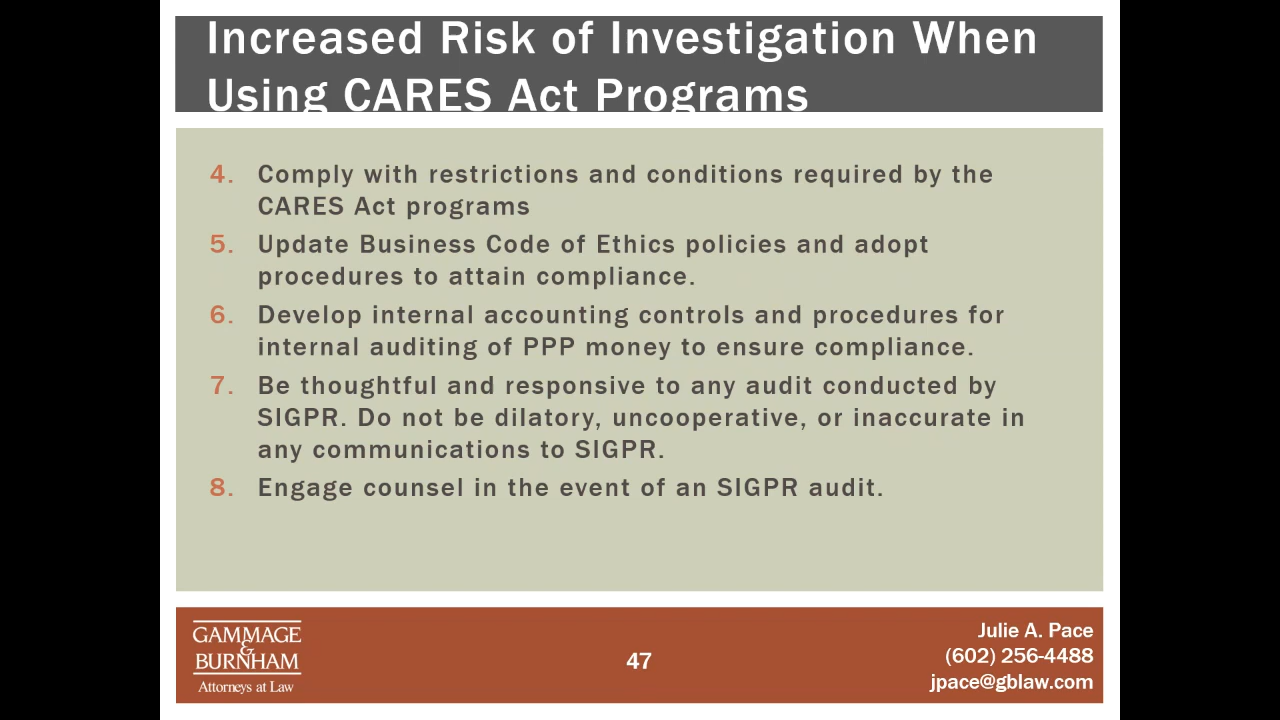 Increased Risk of Investigation When
Using CARES Act Programs
4. Comply with restrictions and conditions required by the
CARES Act programs
5. Update Business Code of Ethics policies and adopt
procedures to attain compliance.
6. Develop internal accounting controls and procedures for
internal auditing of PPP money to ensure compliance.
7. Be thoughtful and responsive to any audit conducted by
SIGPR. Do not be dilatory, uncooperative, or inaccurate in
any communications to SIGPR.
8. Engage counsel in the event of an SIGPR audit.
GAMMAGE
&
BURNHAM
Attorneys at Law
47
Julie A. Pace
(602) 256-4488
jpace@gblaw.com